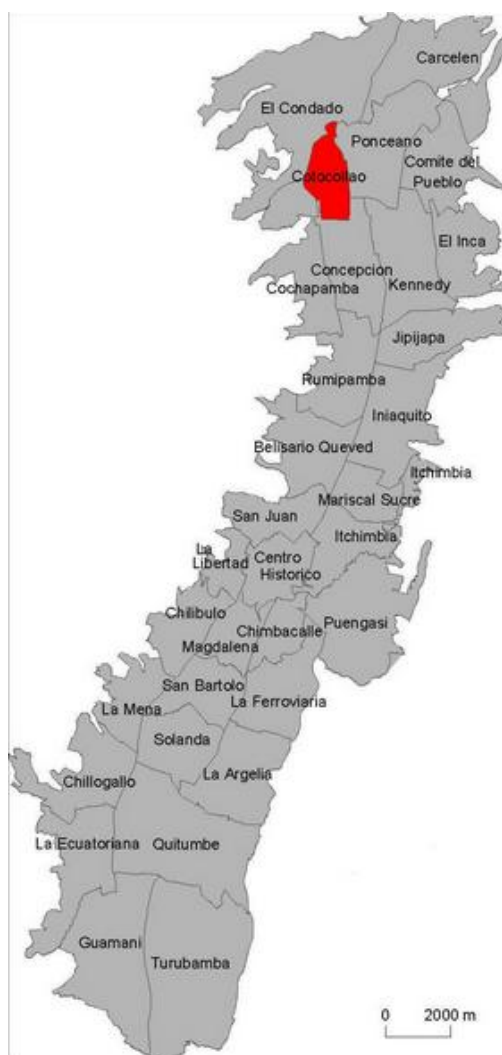 Carcelen
El Condado
Ponceano
Comite del
Pueblo
Cotocollao
El Inca
Concepcion
Cochapamba
Kennedy
Jipijapa
Rumipamba
Iniaquito
Belisario Queved
Itchimbia
Mariscal Sucre
San Juan
Itchimbia
La
Libertad
Centro
Historico
Chilibulo
Puengasi
Chimbacalle
Magdalena
San Bartolo
La Ferroviaria
La Mena
Solanda
La Argelia
Chillogallo
La Ecuatoriana
Quitumbe
Guamani
Turubamba
0 2000 m